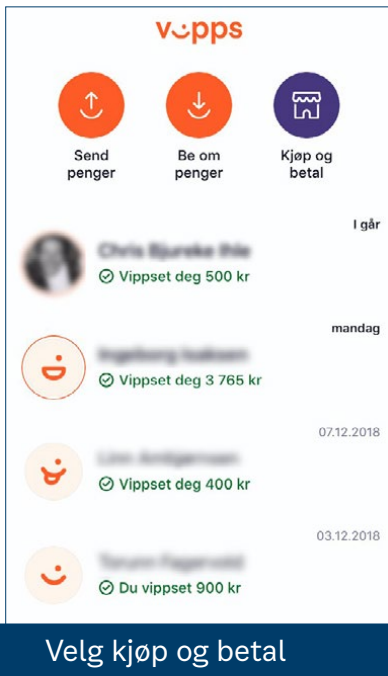 vipps
Send
penger
Be om
penger
Kjøp og
betal
I går
Vippset deg 500 kr
mandag
Vippset deg 3 765 kr
07.12.2018
Vippset deg 400 kr
03.12.2018
Du vippset 900 kr
Velg kjøp og betal